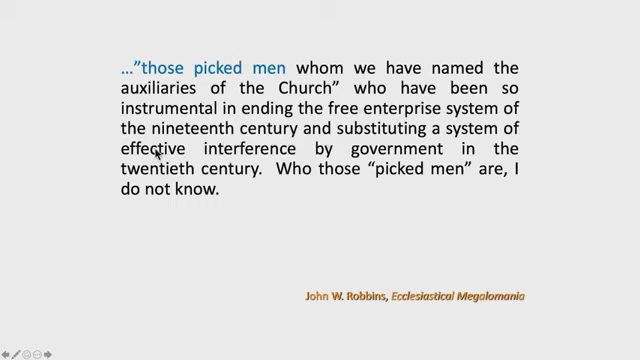 …”those picked men whom we have named the
auxiliaries of the Church” who have been so
instrumental in ending the free enterprise system of
the nineteenth century and substituting a system of
effective interference by government in the
twentieth century. Who those “picked men” are, I
do not know.
John W. Robbins, Ecclesiastical Megalomania